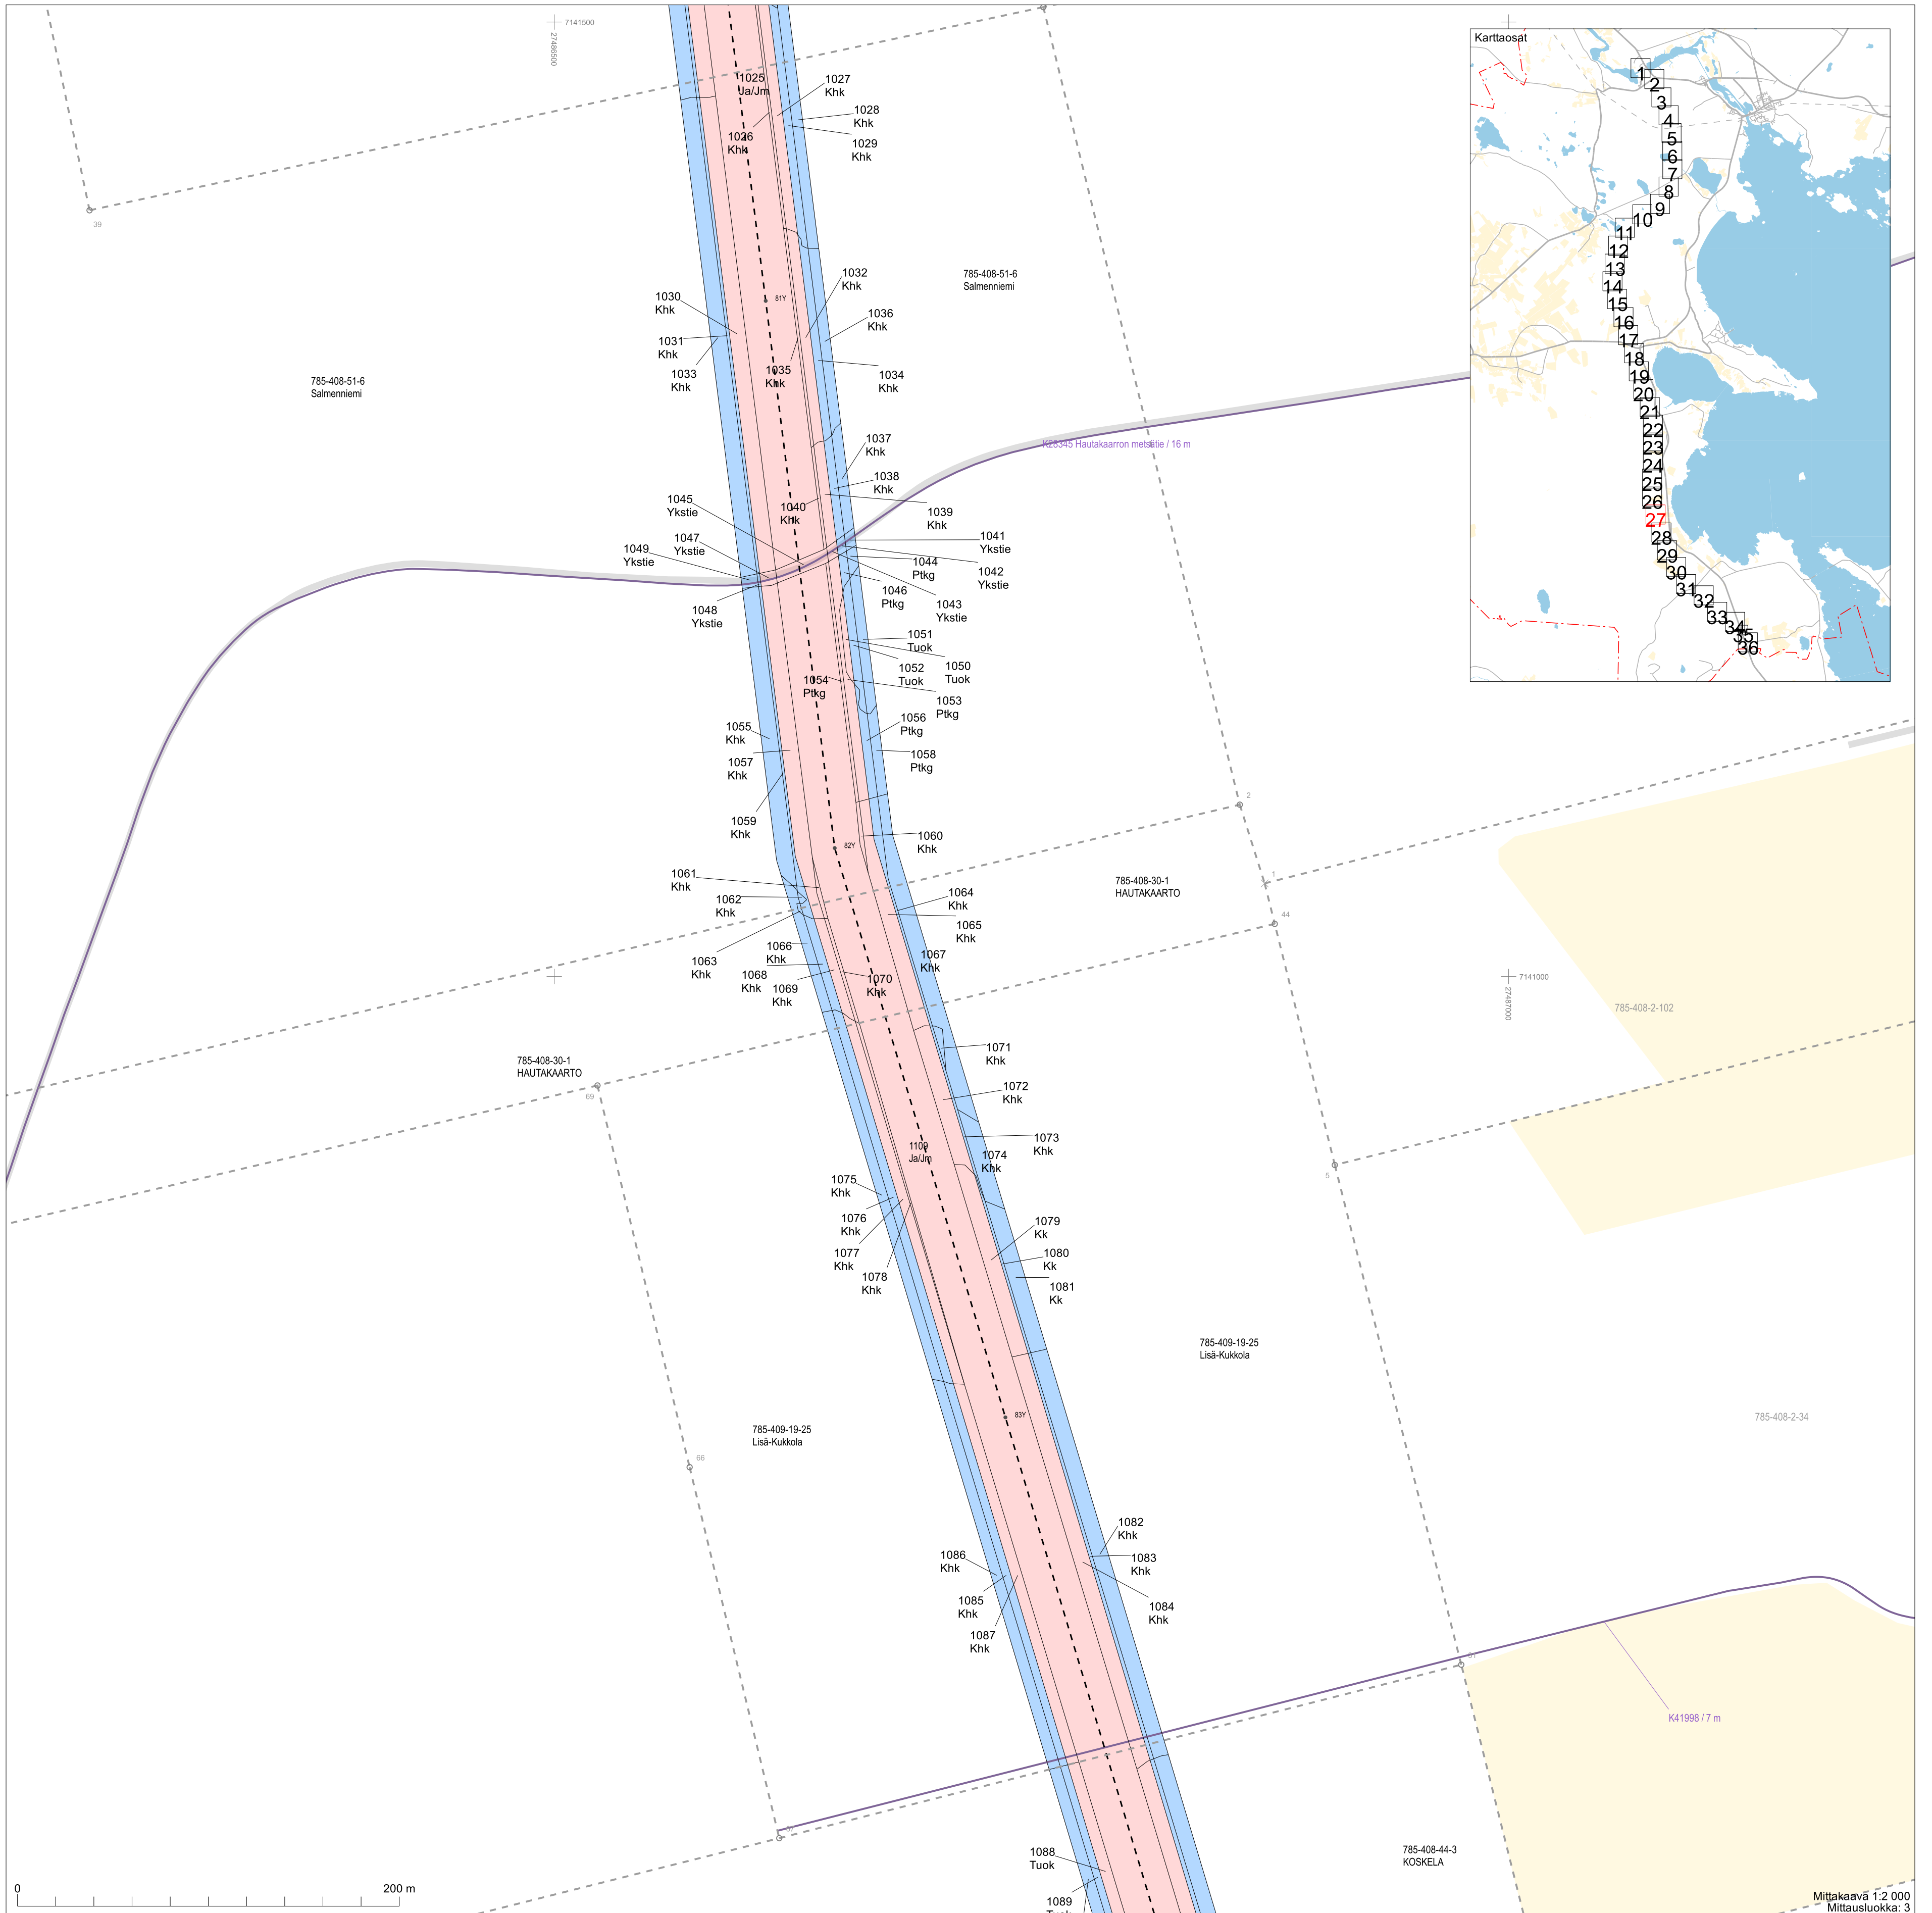 7141500
27486500
Karttaosat
1
2
3
4
5
6
7
8
9
10
11
12
13
14
15
16
17
18
19
20
21
22
23
24
25
26
27
28
29
30
31
32
33
34
35
36
1025
Ja/Jm
1027
Khk
1028
Khk
1026
Khk
1029
Khk
39
1032
Khk
785-408-51-6
Salmenniemi
1030
Khk
81Y
1036
Khk
1031
Khk
1033
Khk
1035
Khk
1034
Khk
785-408-51-6
Salmenniemi
1037
Khk
K28345 Hautakaarron metsätie / 16 m
1038
Khk
1045
Ykstie
1040
Khk
1039
Khk
1047
Ykstie
1041
Ykstie
1049
Ykstie
1044
Ptkg
1042
Ykstie
1046
Ptkg
1048
Ykstie
1043
Ykstie
1051
Tuok
1052
Tuok
1050
Tuok
1054
Ptkg
1053
Ptkg
1055
Khk
1056
Ptkg
1057
Khk
1058
Ptkg
2
1059
Khk
1060
Khk
82Y
1061
Khk
1
785-408-30-1
HAUTAKAARTO
1062
Khk
1064
Khk
44
1065
Khk
1063
Khk
1066
Khk
1067
Khk
1068
Khk
1069
Khk
1070
Khk
7141000
27487000
785-408-2-102
1071
Khk
785-408-30-1
HAUTAKAARTO
69
1072
Khk
1109
Ja/Jm
1073
Khk
1074
Khk
5
1075
Khk
1076
Khk
1079
Kk
1077
Khk
1080
Kk
1078
Khk
1081
Kk
785-409-19-25
Lisä-Kukkola
83Y
785-408-2-34
785-409-19-25
Lisä-Kukkola
66
1082
Khk
1086
Khk
1083
Khk
1085
Khk
1084
Khk
1087
Khk
K41998 / 7 m
1088
Tuok
785-408-44-3
KOSKELA
0
200 m
1089
Mittakaava 1:2 000
Mittausluokka: 3